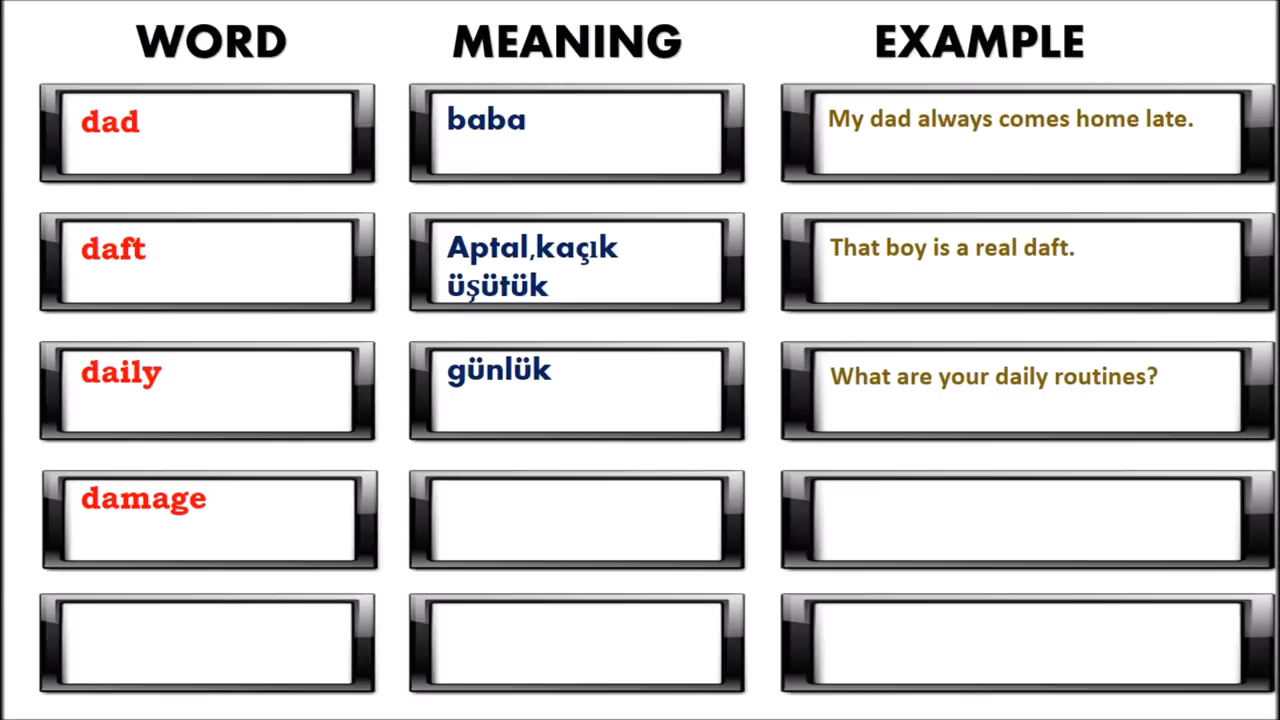 WORD MEANING EXAMPLE
dad baba My dad always comes home late.
daft Aptal,kaçık That boy is a real daft.
üşütük
daily günlük What are your daily routines?
damage